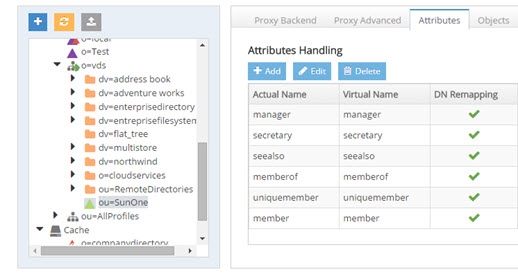 o=Test
o=vds
dv=address book
dv=adventure works
dv=enterprisedirectory
dv=entreprisefilesystem
dv=flat_tree
dv=multistore
dv=northwind
o=cloudservices
ou=RemoteDirectories
ou=SunOne
ou=AllProfiles
Cache
o=companydirectory
Proxy Backend Proxy Advanced Attributes Objects
Attributes Handling
Add Edit Delete
Actual Name Virtual Name DN Remapping
manager manager
secretary secretary
seealso seealso
memberof memberof
uniquemember uniquemember
member member